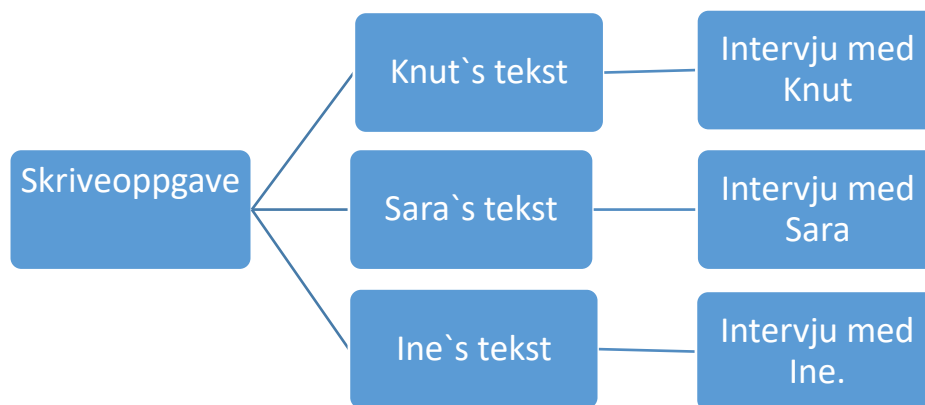 Skriveoppgave
Knut`s tekst
Intervju med
Knut
Sara`s tekst
Intervju med
Sara
Ine`s tekst
Intervju med
Ine.